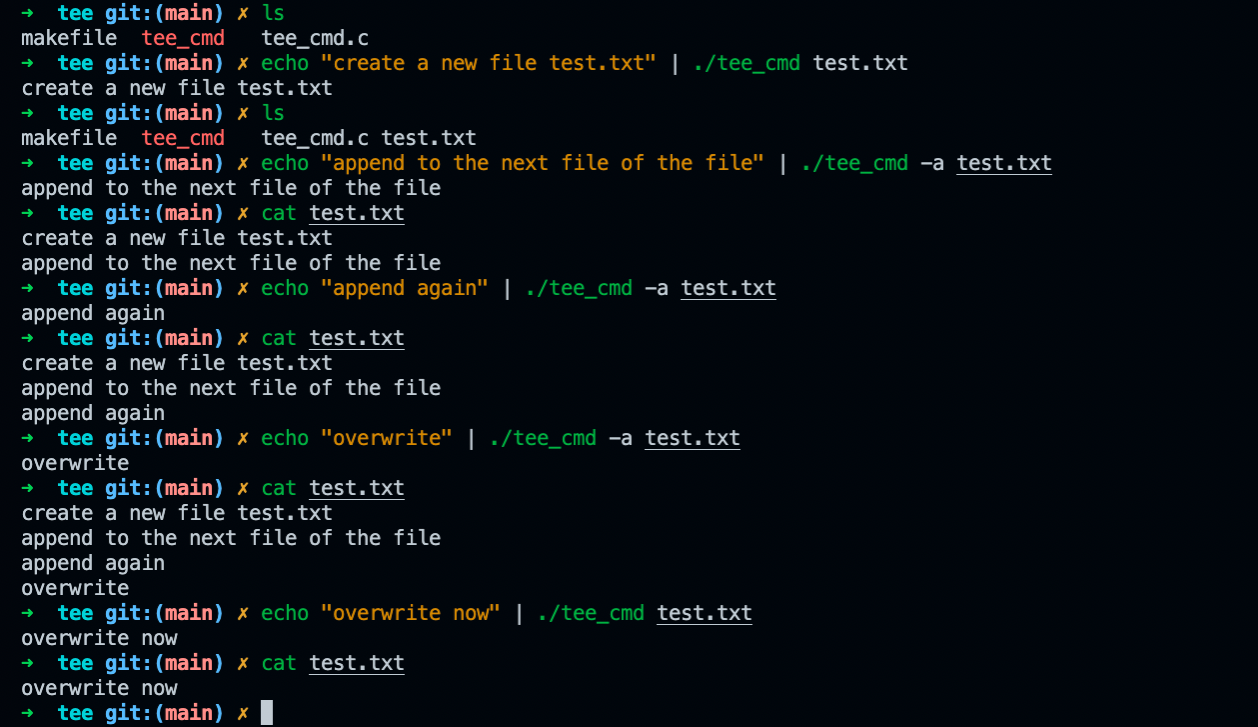 ➜  tee git:(main) ✗ ls
makefile  tee_cmd   tee_cmd.c
➜  tee git:(main) ✗ echo "create a new file test.txt" | ./tee_cmd test.txt
create a new file test.txt
➜  tee git:(main) ✗ ls
makefile  tee_cmd   tee_cmd.c test.txt
➜  tee git:(main) ✗ echo "append to the next file of the file" | ./tee_cmd -a test.txt
append to the next file of the file
➜  tee git:(main) ✗ cat test.txt
create a new file test.txt
append to the next file of the file
➜  tee git:(main) ✗ echo "append again" | ./tee_cmd -a test.txt
append again
➜  tee git:(main) ✗ cat test.txt
create a new file test.txt
append to the next file of the file
append again
➜  tee git:(main) ✗ echo "overwrite" | ./tee_cmd -a test.txt
overwrite
➜  tee git:(main) ✗ cat test.txt
create a new file test.txt
append to the next file of the file
append again
overwrite
➜  tee git:(main) ✗ echo "overwrite now" | ./tee_cmd test.txt
overwrite now
➜  tee git:(main) ✗ cat test.txt
overwrite now
➜  tee git:(main) ✗